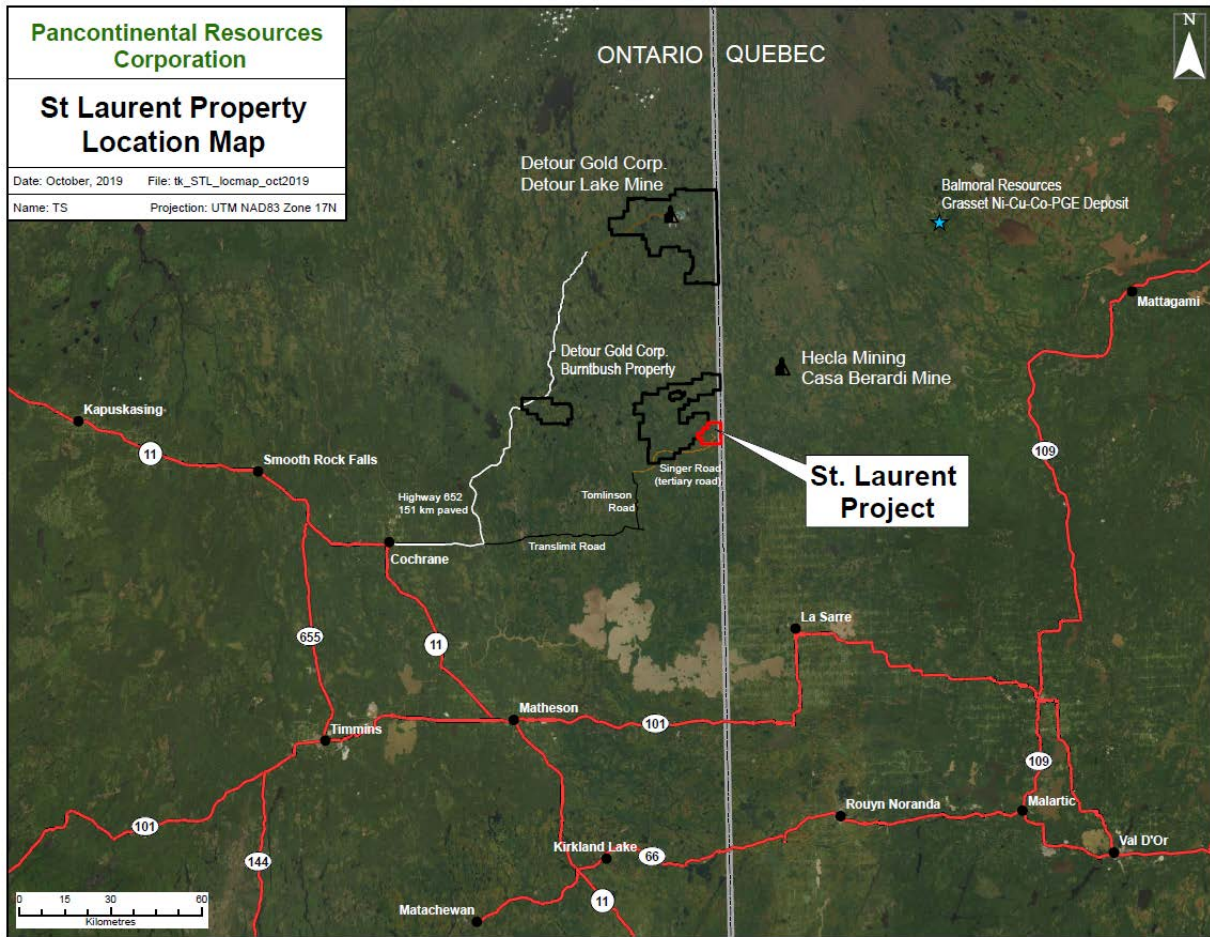 Pancontinental Resources
Corporation
St Laurent Property
Location Map
Date: October, 2019 File: tk_STL_locmap_oct2019
Name: TS Projection: UTM NAD83 Zone 17N
ONTARIO QUEBEC
N
Detour Gold Corp.
Detour Lake Mine
Balmoral Resources
Grasset Ni-Cu-Co-PGE Deposit
Mattagami
Detour Gold Corp.
Burntbush Property
Hecla Mining
Casa Berardi Mine
Kapuskasing
11
Smooth Rock Falls
109
Singer Road
(tertiary road)
St. Laurent
Project
Highway 652
151 km paved
Tomlinson
Road
Translimit Road
Cochrane
La Sarre
655
11
Matheson
101
Timmins
109
Rouyn Noranda
Malartic
101
Kirkland Lake
66
Val D'Or
144
11
Matachewan
0 15 30 60
Kilometres